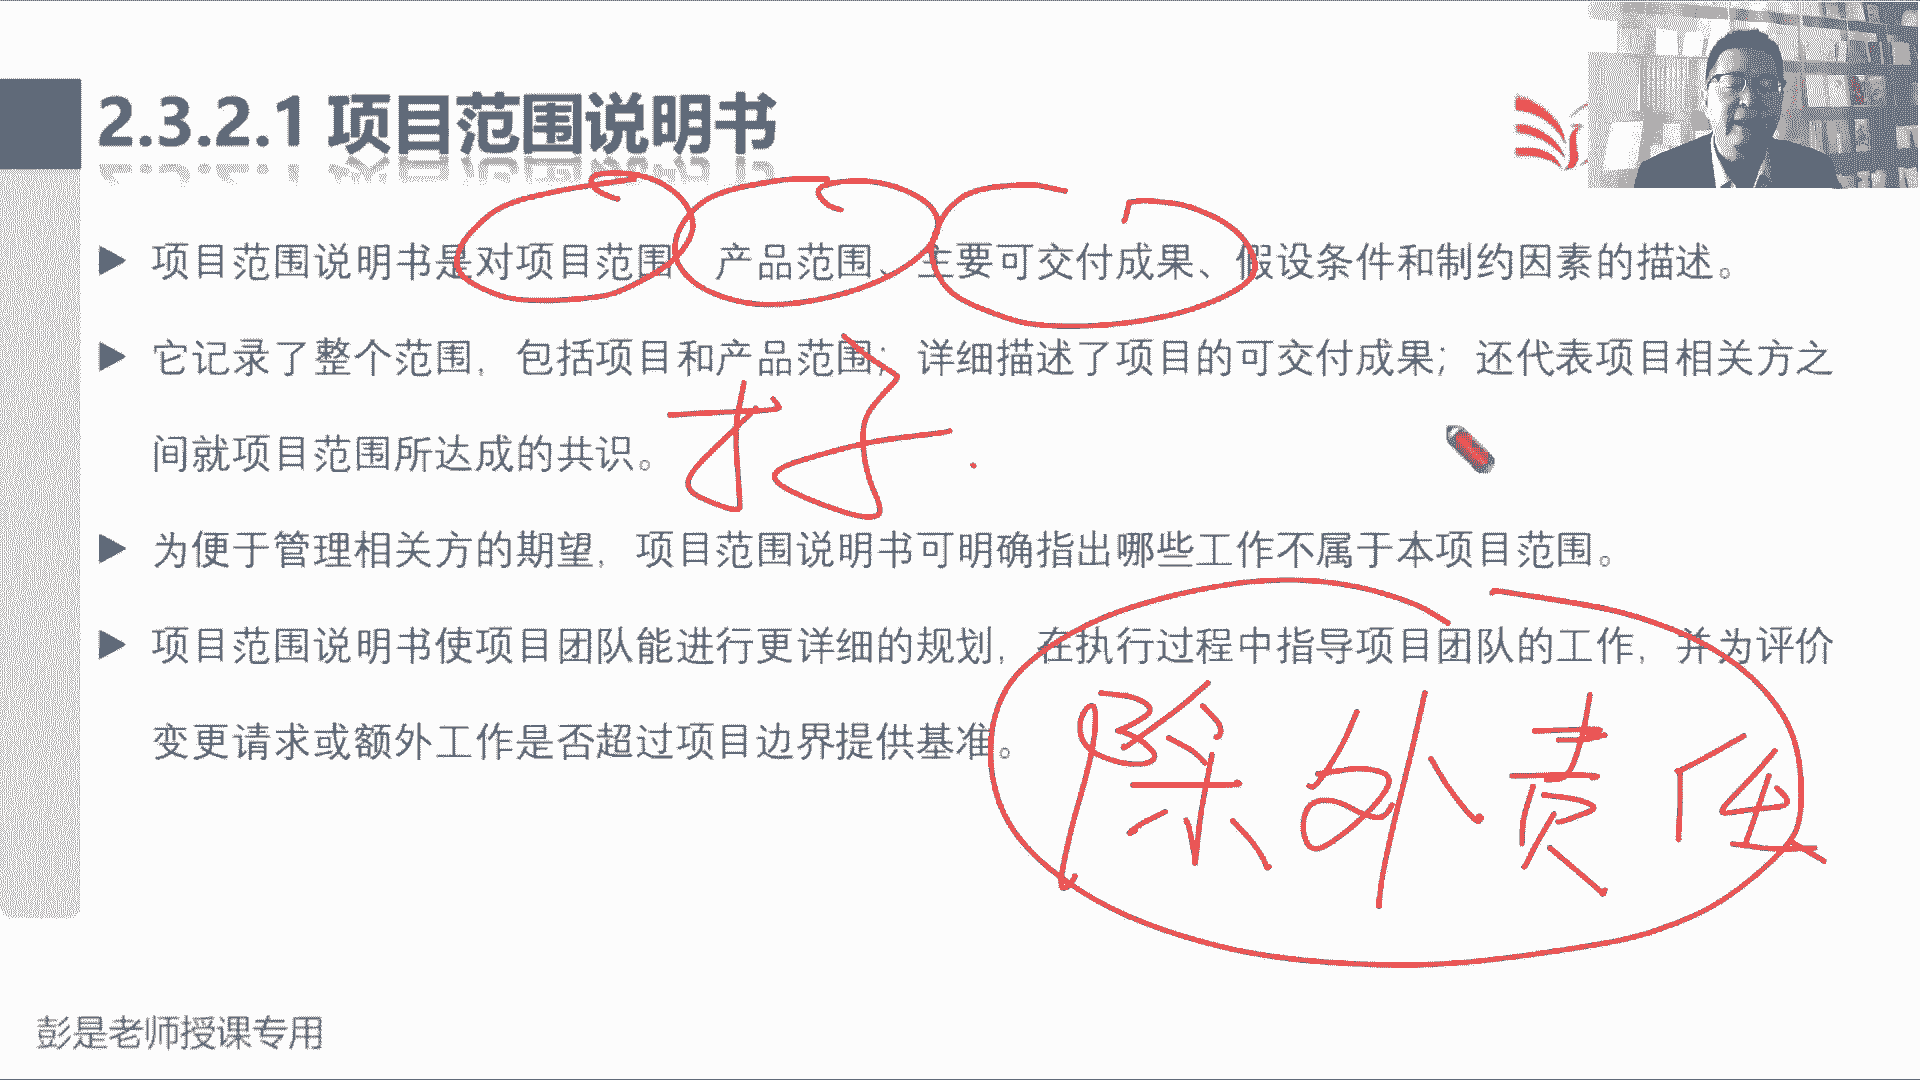 2.3.2.1 项目范围说明书
项目范围说明书是对项目范围、产品范围、主要可交付成果、假设条件和制约因素的描述。
它记录了整个范围，包括项目和产品范围；详细描述了项目的可交付成果；还代表项目相关方之
间就项目范围所达成的共识。
为便于管理相关方的期望，项目范围说明书可明确指出哪些工作不属于本项目范围。
项目范围说明书使项目团队能进行更详细的规划，在执行过程中指导项目团队的工作，并为评价
变更请求或额外工作是否超过项目边界提供基准。
除外责任
彭是老师授课专用